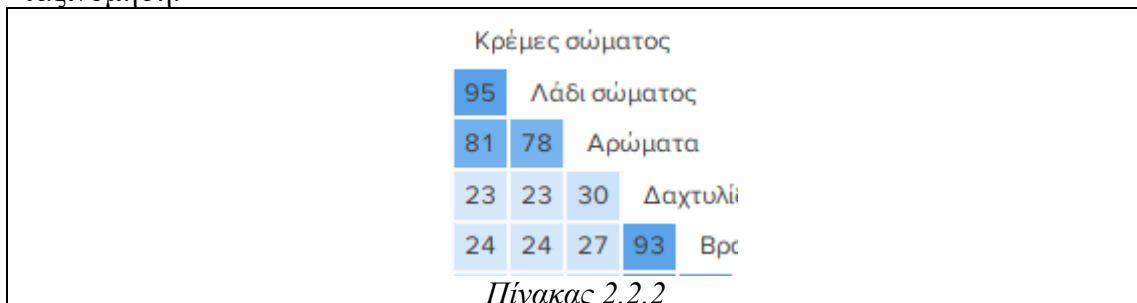 Κρέμες σώματος
95 Λάδι σώματος
81 78 Αρώματα
23 23 30
24 24 27 93
Πίνακας 2.2.2